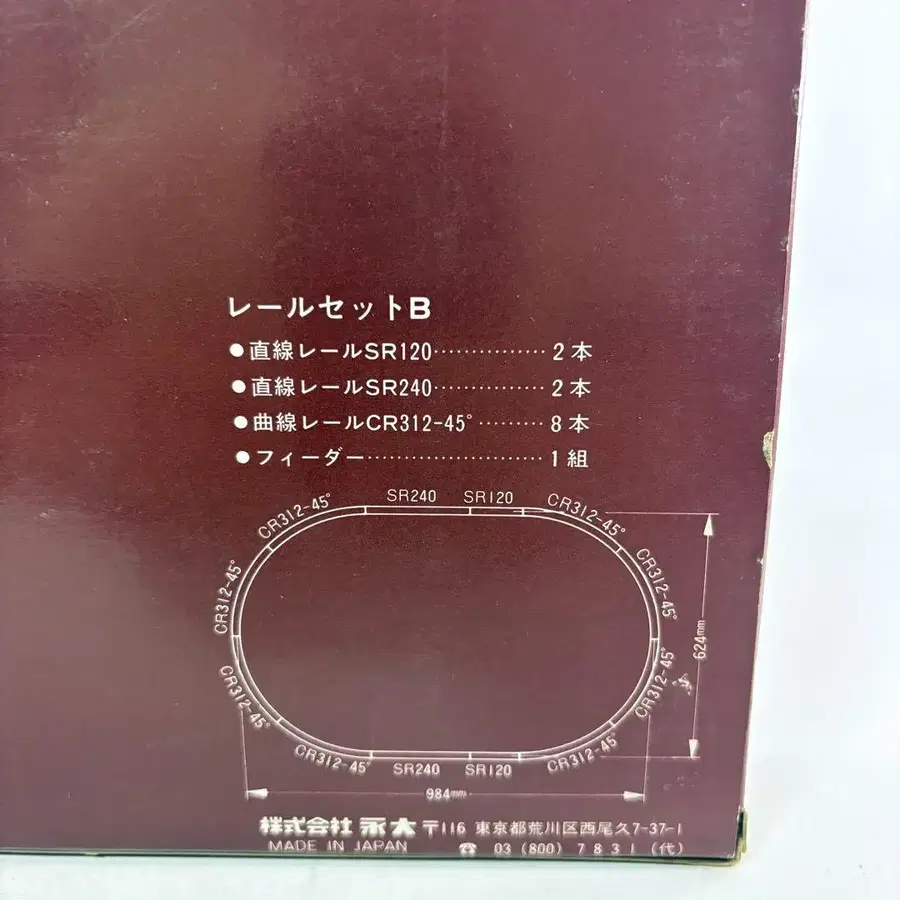 レールセットB
●直線レールSR120・・・・・・・・・・・・・・・2本
●直線レールSR240・・・・・・・・・・・・・・・2本
●曲線レールCR312-45°・・・・・・・・・8本
●フィーダー・・・・・・・・・・・・・・・・・・・・・・・1組
SR240 SR120
CR312-45° CR312-45°
CR312-45° CR312-45°
624mm
CR312-45° CR312-45°
CR312-45° CR312-45°
SR240 SR120
984mm
株式会社 永大 〒116 東京都荒川区西尾久7-37-1
MADE IN JAPAN ☎ 03 (800) 7831 (代)